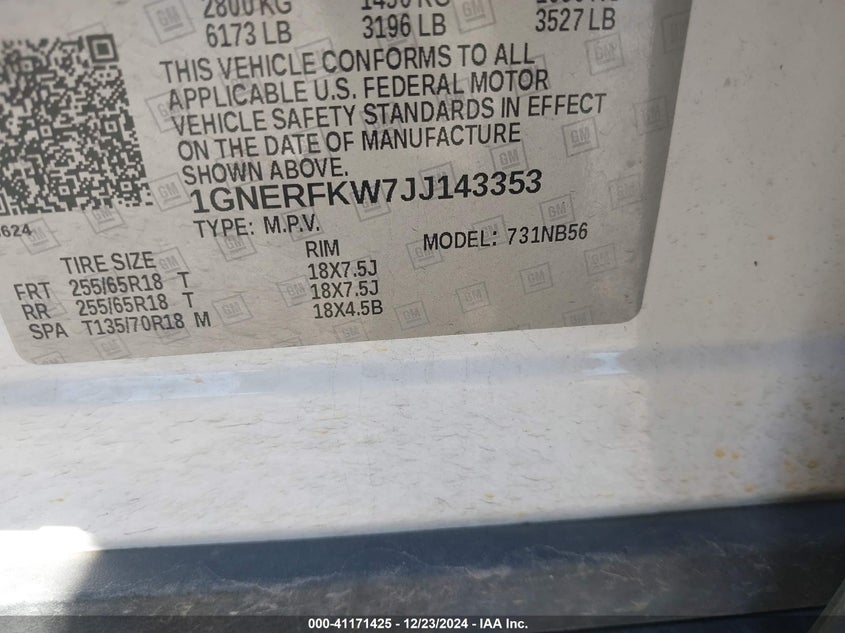 2800 KG 1450 KG
6173 LB 3196 LB 3527 LB
THIS VEHICLE CONFORMS TO ALL
APPLICABLE U.S. FEDERAL MOTOR
VEHICLE SAFETY STANDARDS IN EFFECT
ON THE DATE OF MANUFACTURE
SHOWN ABOVE.
1GNERFKW7JJ143353
TYPE: M.P.V. MODEL: 731NB56
TIRE SIZE RIM
FRT 255/65R18 T 18X7.5J
RR 255/65R18 T 18X7.5J
SPA T135/70R18 M 18X4.5B
GM
000-41171425 - 12/23/2024 - IAA Inc.